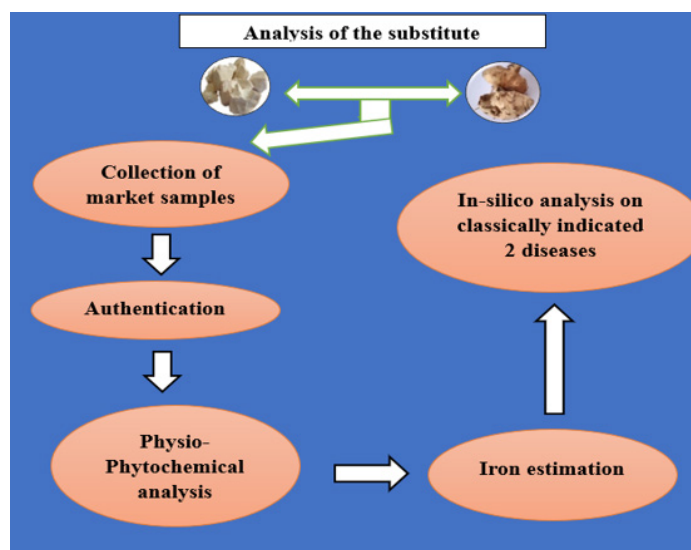 Analysis of the substitute
Collection of
market samples
Authentication
Physio-
Phytochemical
analysis
Iron estimation
In-silico analysis on
classically indicated
2 diseases